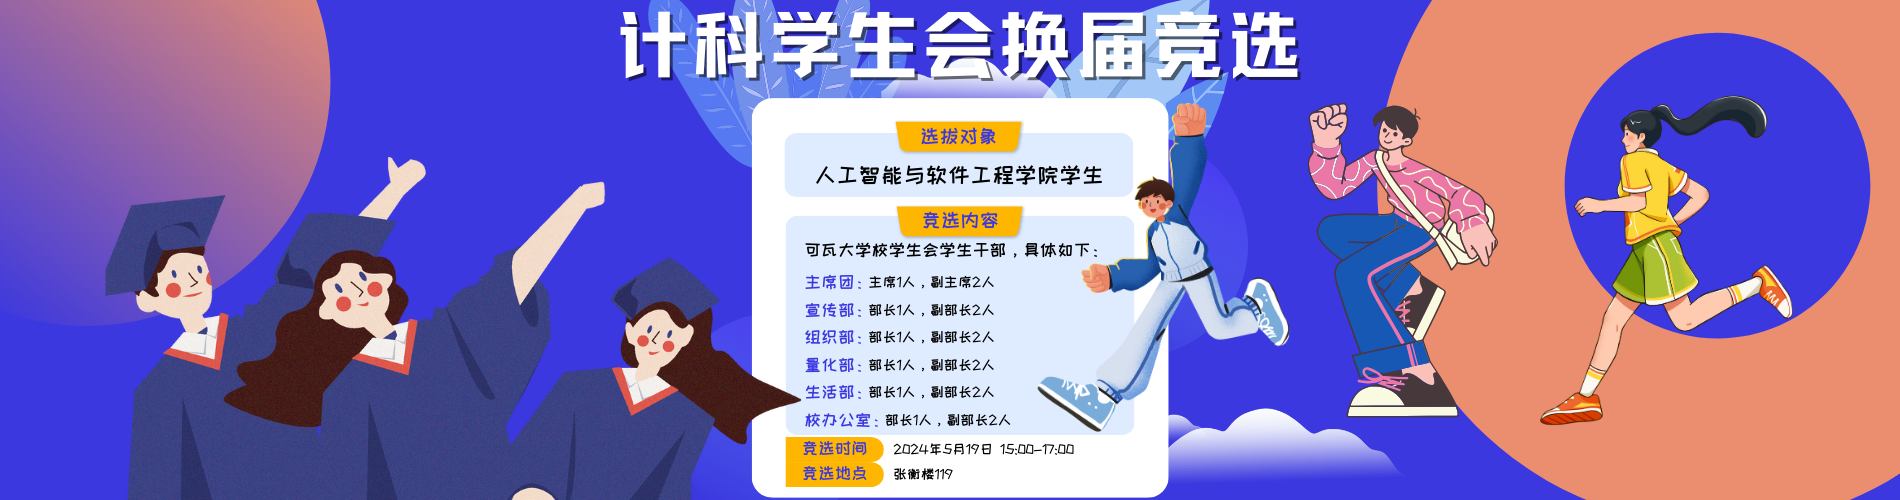 计科学生会换届竞选
选拔对象
人工智能与软件工程学院学生
竞选内容
可瓦大学校学生会学生干部，具体如下：
主席团：主席1人，副主席2人
宣传部：部长1人，副部长2人
组织部：部长1人，副部长2人
量化部：部长1人，副部长2人
生活部：部长1人，副部长2人
校办公室：部长1人，副部长2人
竞选时间 2024年5月19日 15:00-17:00
竞选地点 张衡楼119